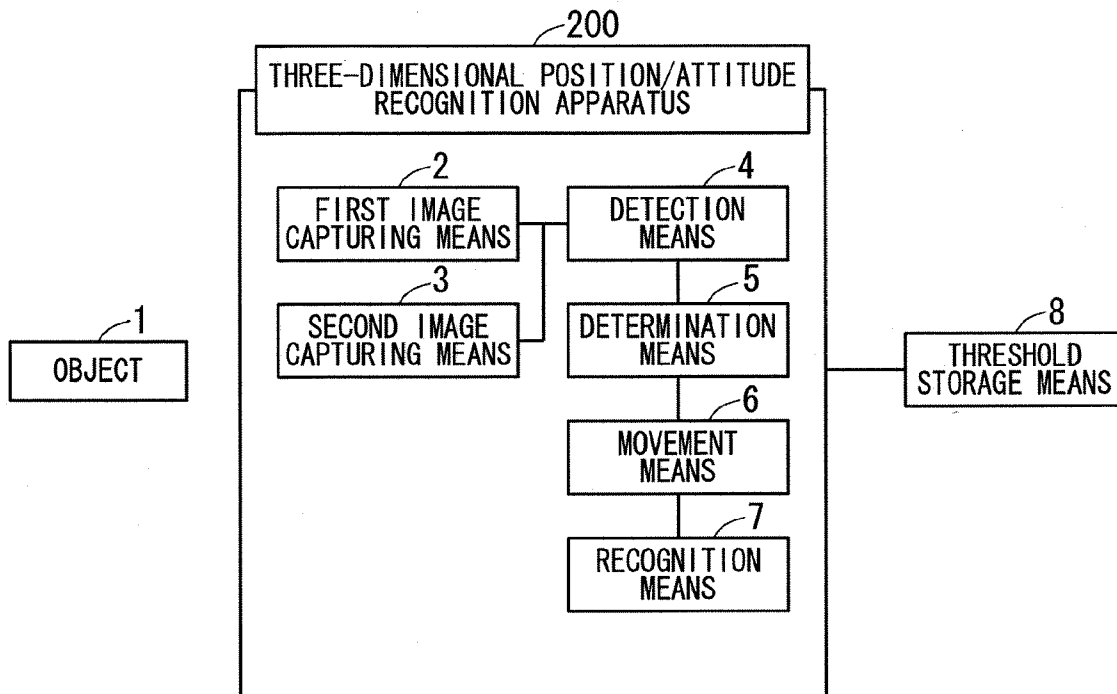 200
THREE-DIMENSIONAL POSITION/ATTITUDE
RECOGNITION APPARATUS
2
FIRST IMAGE
CAPTURING MEANS
4
DETECTION
MEANS
3
SECOND IMAGE
CAPTURING MEANS
5
DETERMINATION
MEANS
1
OBJECT
8
THRESHOLD
STORAGE MEANS
6
MOVEMENT
MEANS
7
RECOGNITION
MEANS